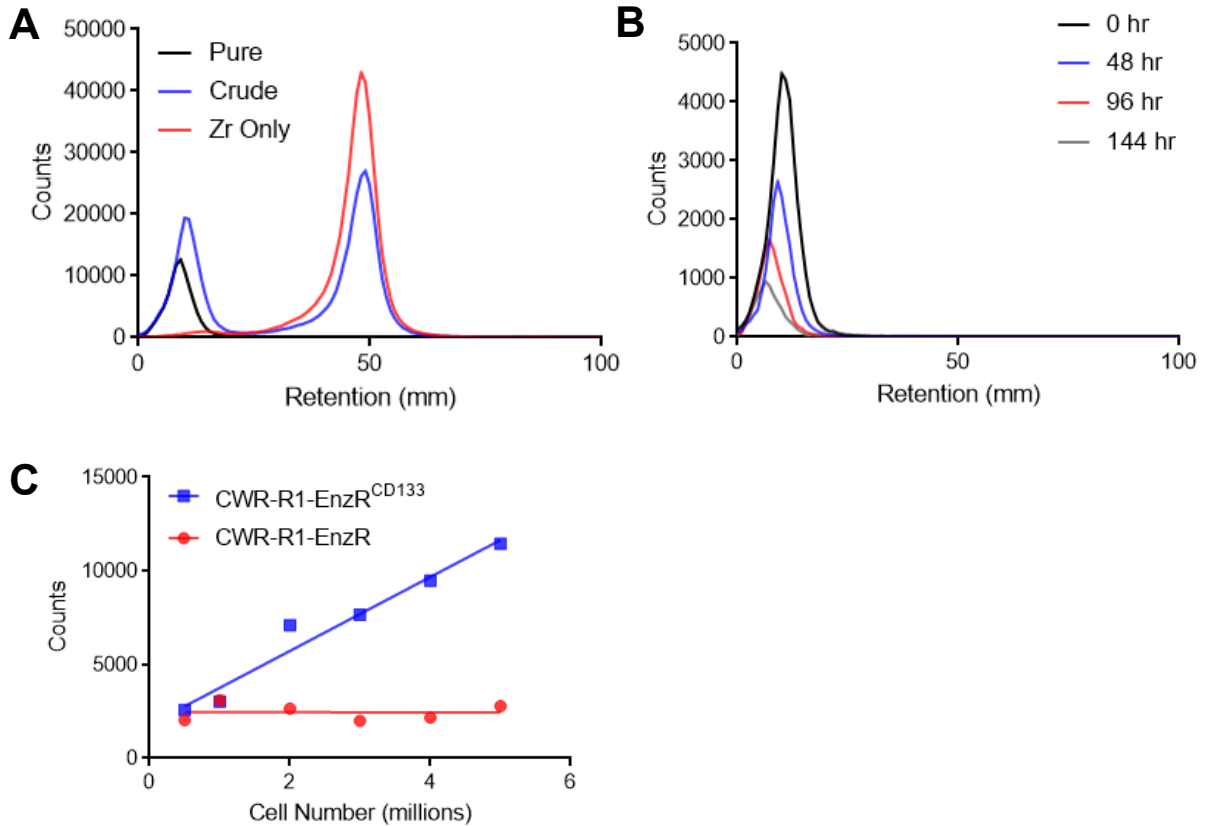 A
50000
40000
30000
20000
10000
0
Counts
Pure
Crude
Zr Only
0
50
100
Retention (mm)
B
5000
4000
3000
2000
1000
0
Counts
0 hr
48 hr
96 hr
144 hr
0
50
100
Retention (mm)
C
15000
10000
5000
0
Counts
CWR-R1-EnzR^CD133
CWR-R1-EnzR
0
2
4
6
Cell Number (millions)